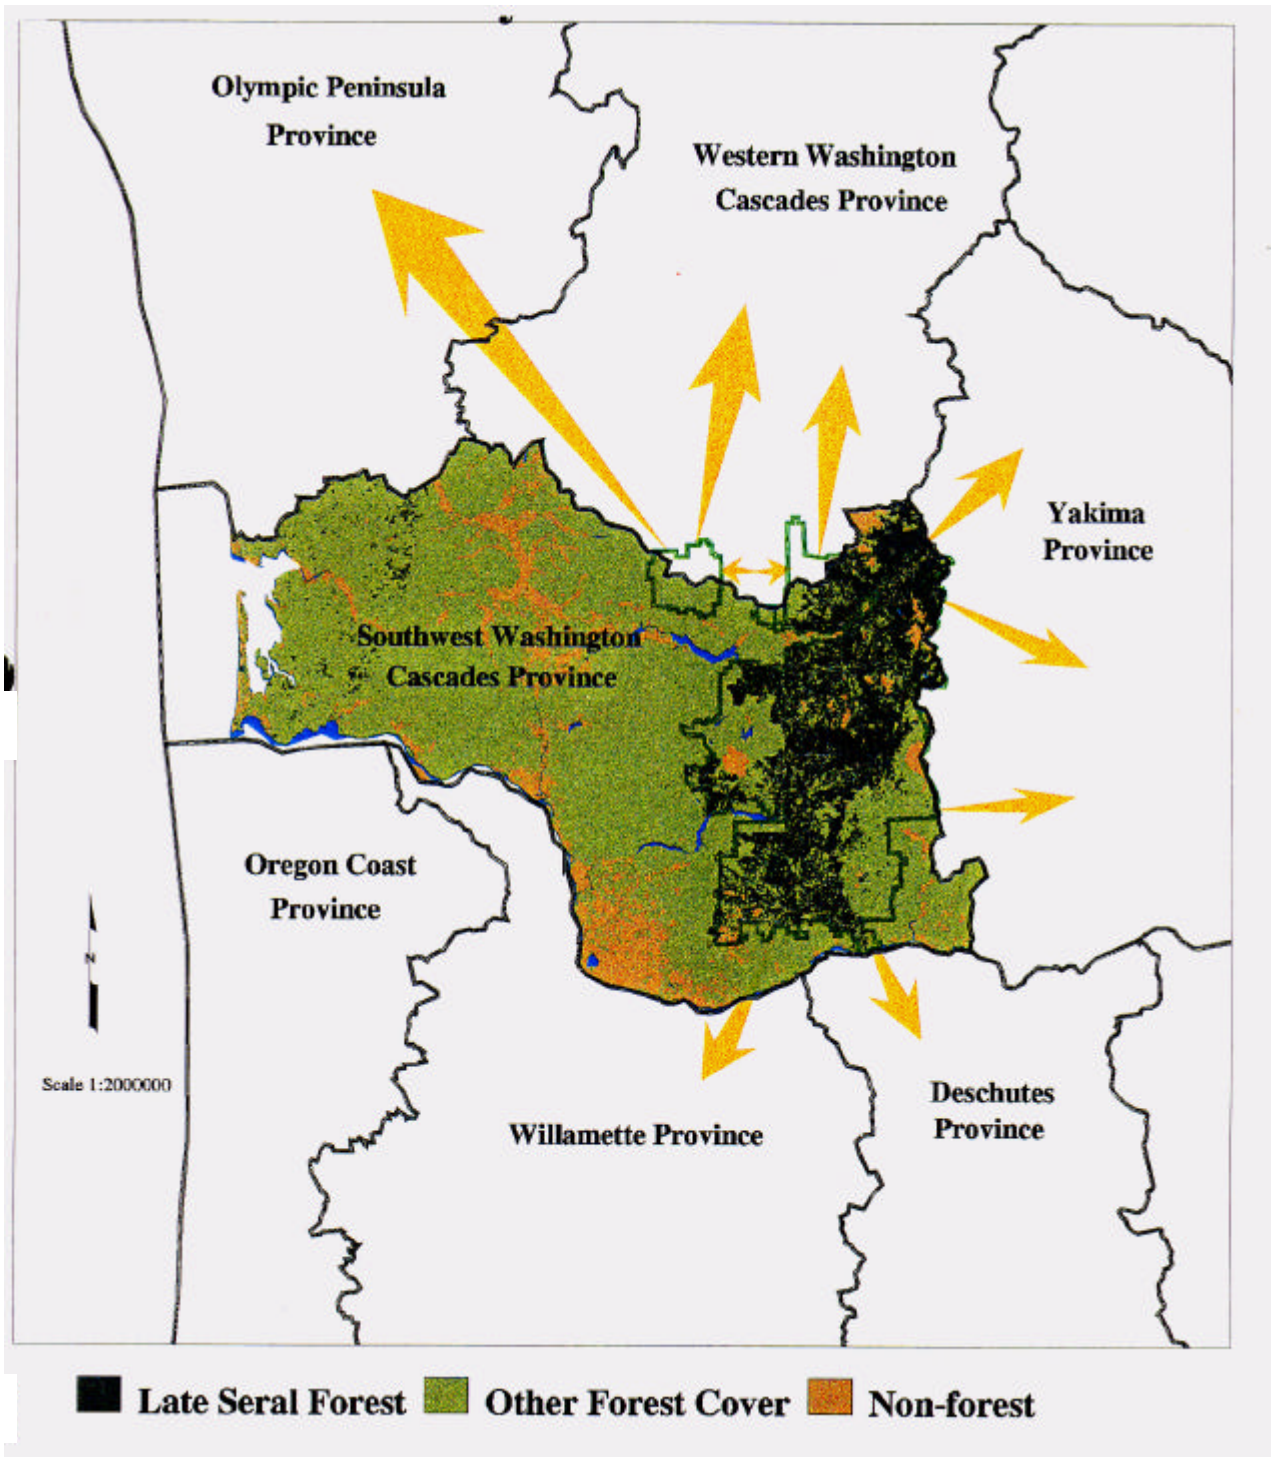 Olympic Peninsula
Province
Western Washington
Cascades Province
Yakima
Province
Southwest Washington
Cascades Province
Oregon Coast
Province
N
Scale 1:2000000
Willamette Province
Deschutes
Province
Late Seral Forest
Other Forest Cover
Non-forest